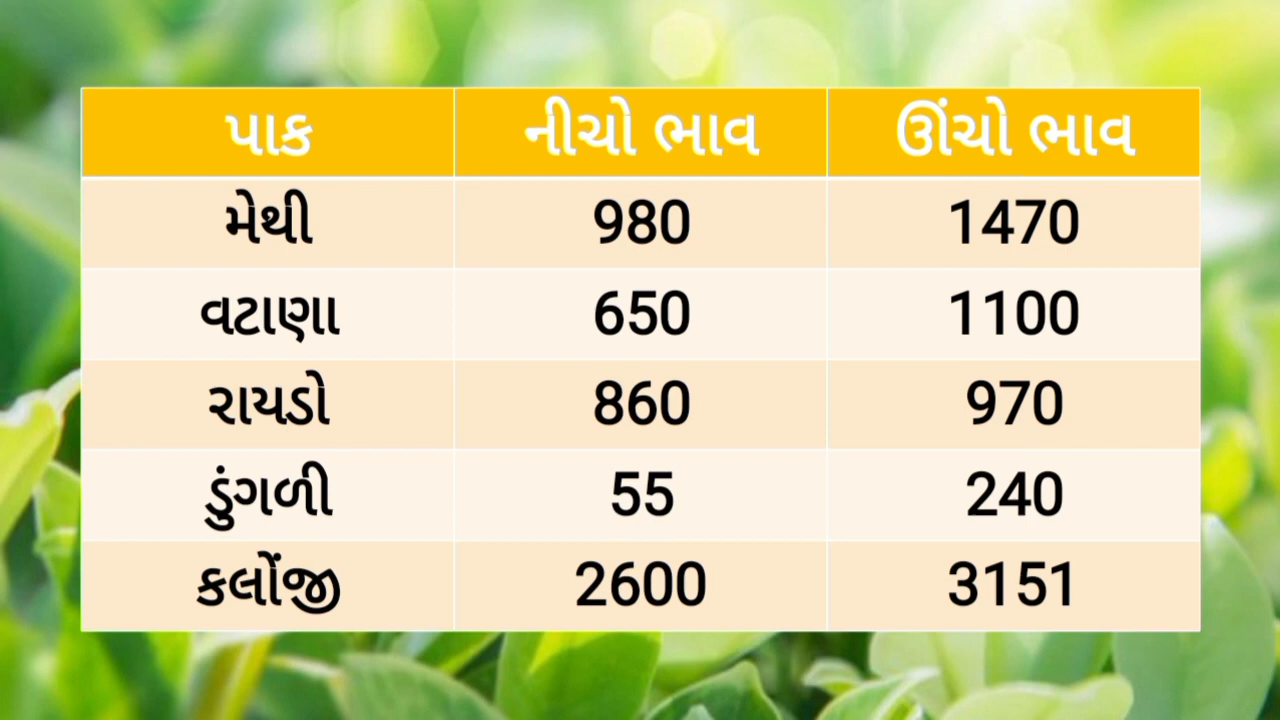 પાક નીચો ભાવ ઊંચો ભાવ
મેથી 980 1470
વટાણા 650 1100
રાયડો 860 970
ડુંગળી 55 240
કલોંજી 2600 3151